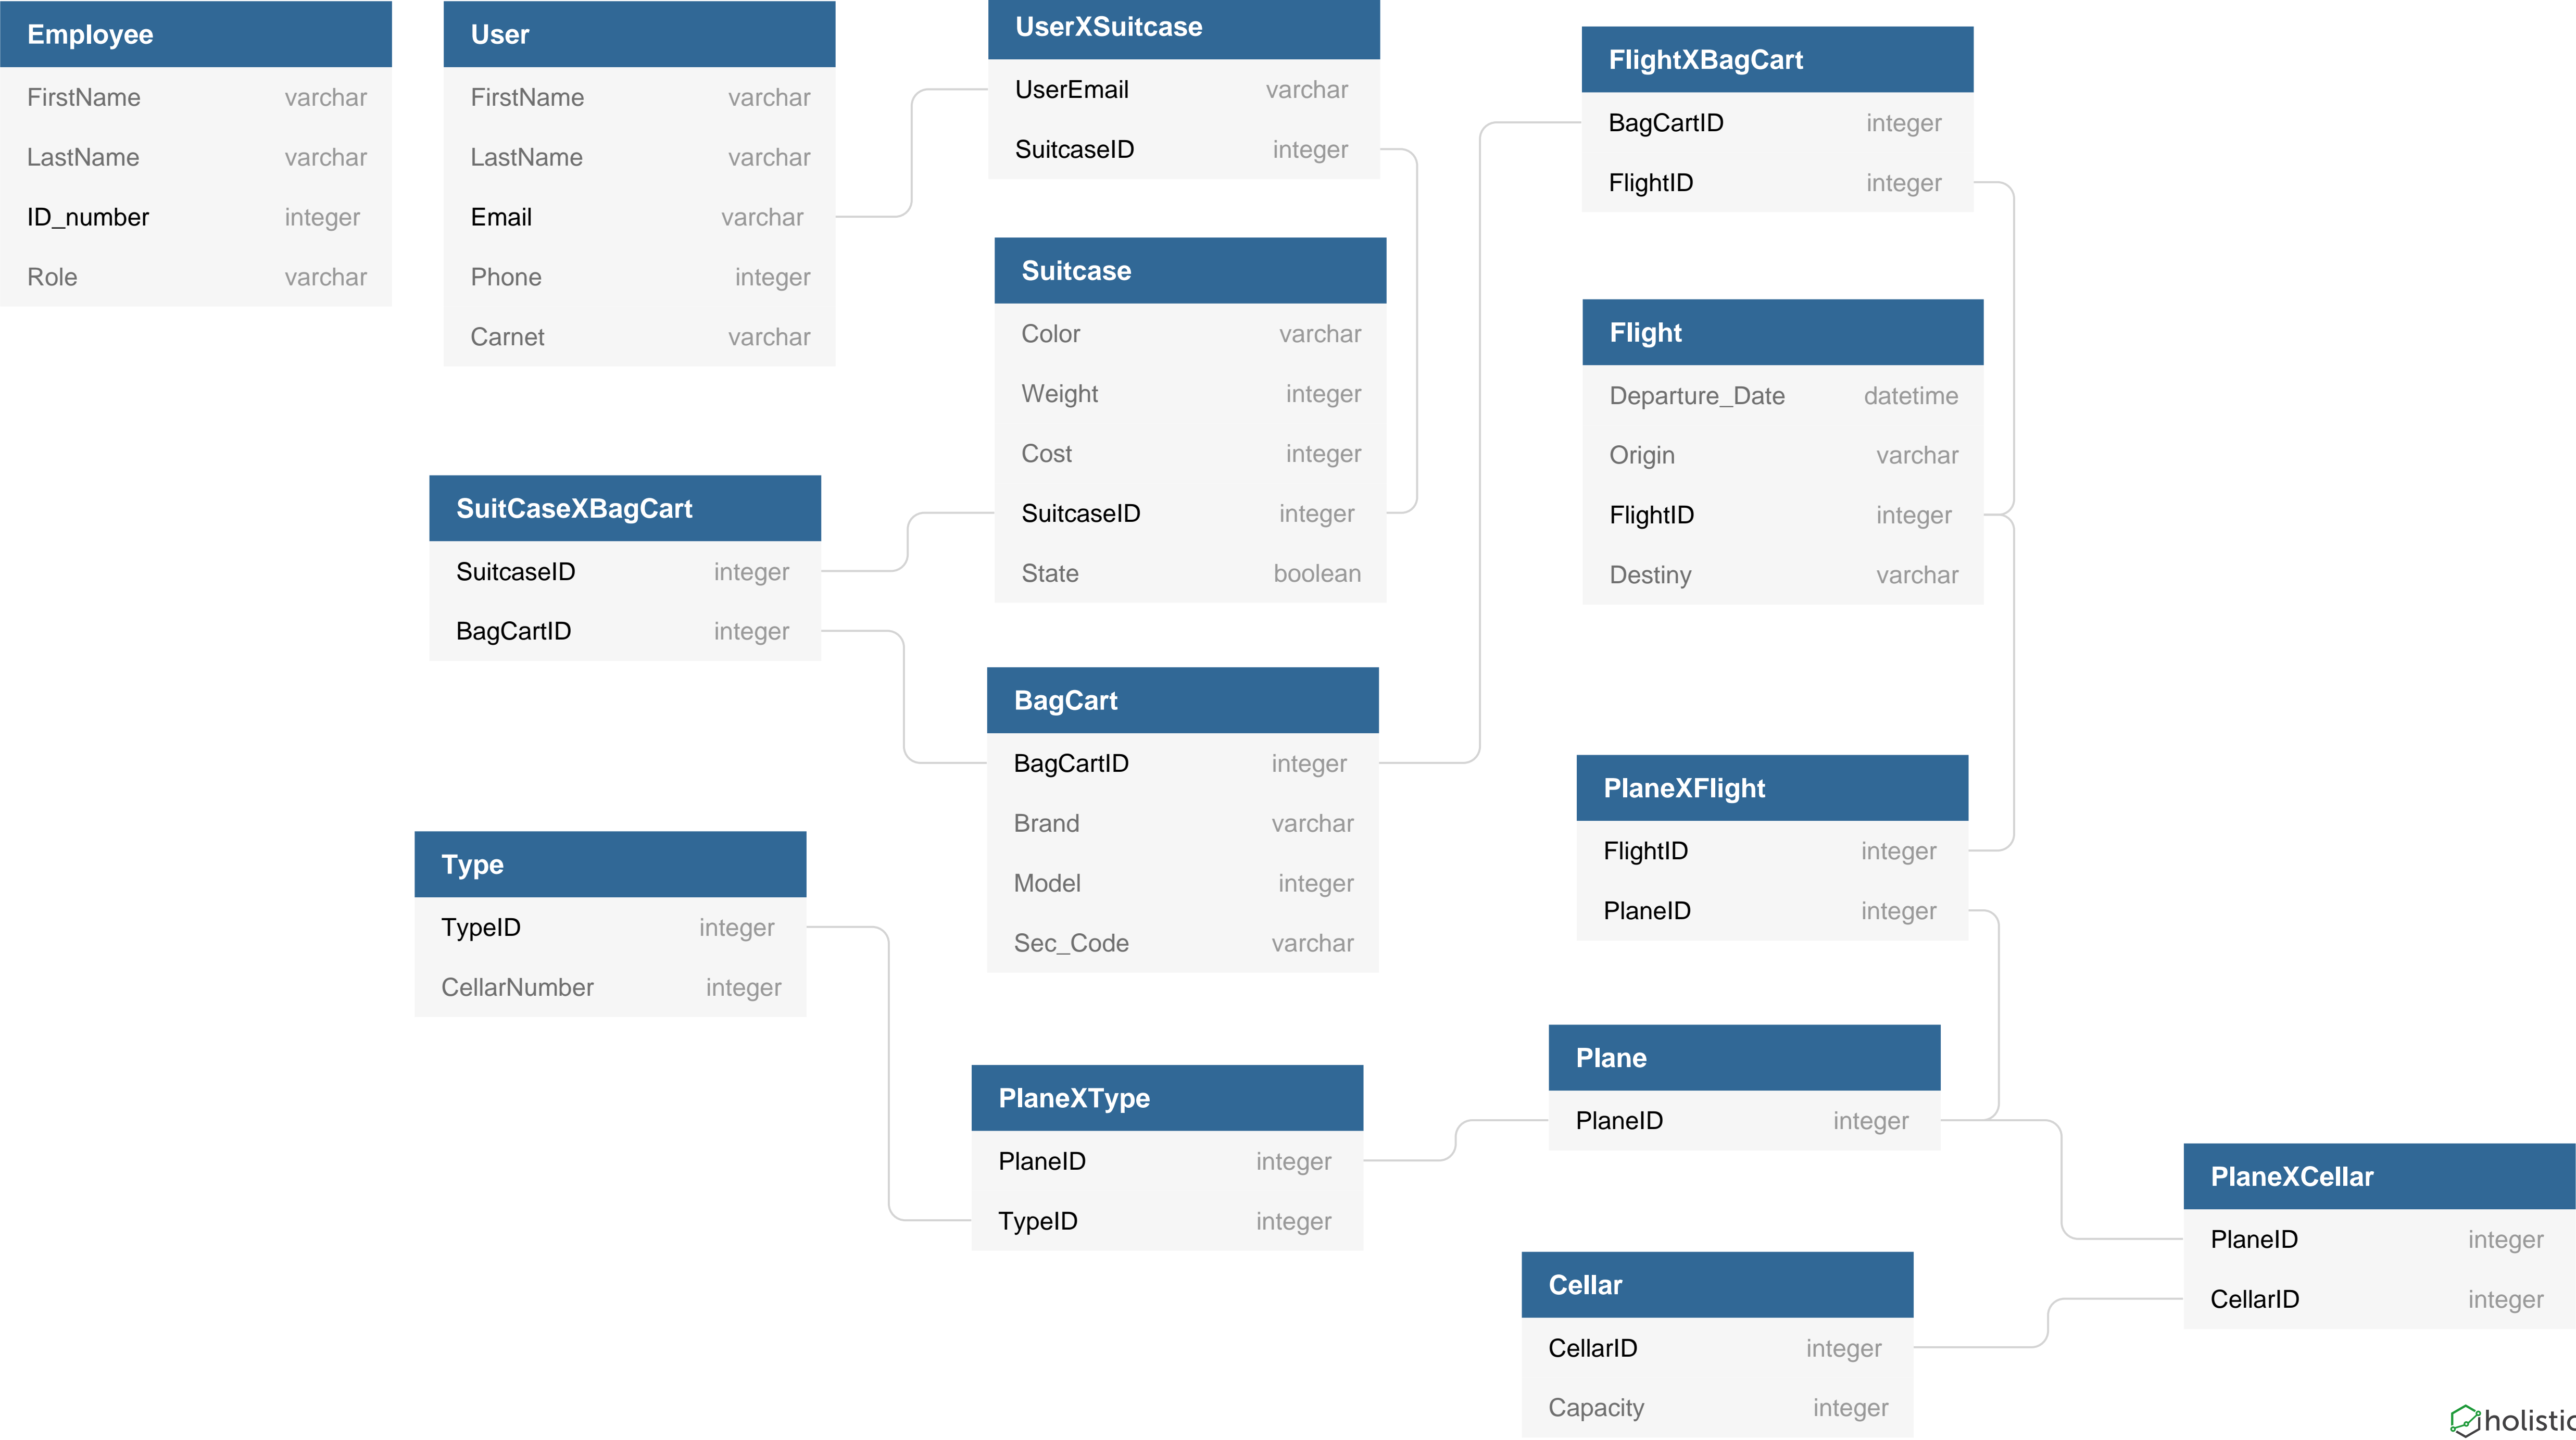 Employee
FirstName varchar
LastName varchar
ID_number integer
Role varchar
User
FirstName varchar
LastName varchar
Email varchar
Phone integer
Carnet varchar
UserXSuitcase
UserEmail varchar
SuitcaseID integer
FlightXBagCart
BagCartID integer
FlightID integer
Suitcase
Color varchar
Weight integer
Cost integer
SuitcaseID integer
State boolean
Flight
Departure_Date datetime
Origin varchar
FlightID integer
Destiny varchar
SuitCaseXBagCart
SuitcaseID integer
BagCartID integer
BagCart
BagCartID integer
Brand varchar
Model integer
Sec_Code varchar
PlaneXFlight
FlightID integer
PlaneID integer
Type
TypeID integer
CellarNumber integer
PlaneXType
PlaneID integer
TypeID integer
Plane
PlaneID integer
PlaneXCellar
PlaneID integer
CellarID integer
Cellar
CellarID integer
Capacity integer
holistic